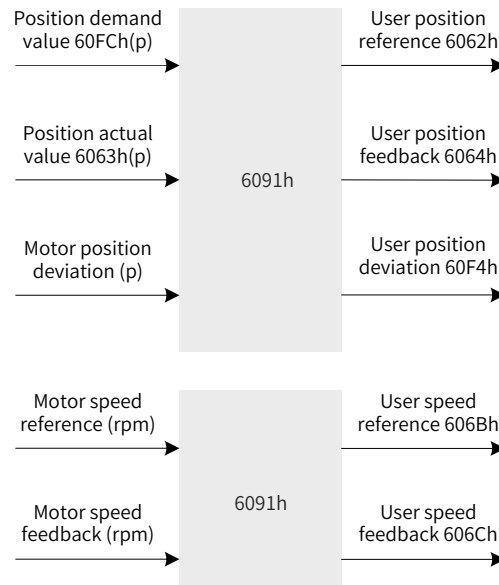 Position demand
value 60FCh(p)
User position
reference 6062h
Position actual
value 6063h(p)
User position
feedback 6064h
6091h
Motor position
deviation (p)
User position
deviation 60F4h
Motor speed
reference (rpm)
User speed
reference 606Bh
6091h
Motor speed
feedback (rpm)
User speed
feedback 606Ch